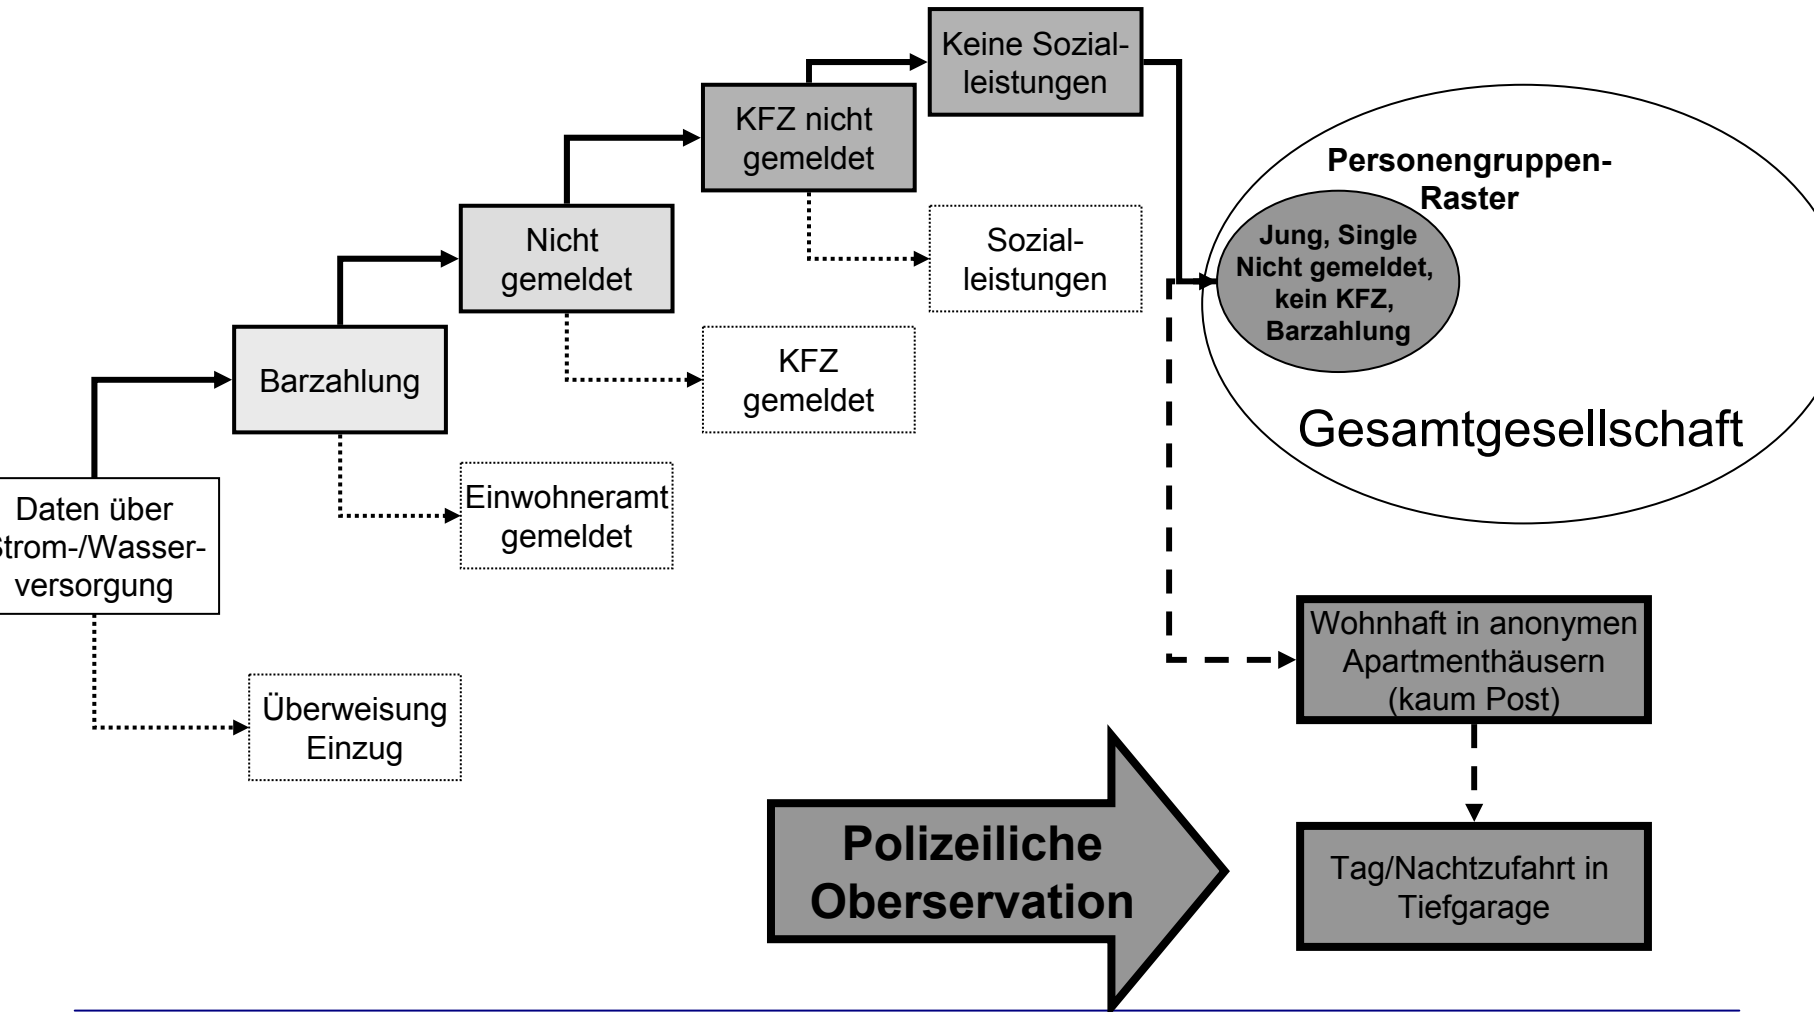 Keine Sozial-
leistungen
KFZ nicht
gemeldet
Nicht
gemeldet
Barzahlung
Daten über
Strom-/Wasser-
versorgung
Sozial-
leistungen
KFZ
gemeldet
Einwohneramt
gemeldet
Überweisung
Einzug
Personengruppen-
Raster
Jung, Single
Nicht gemeldet,
kein KFZ,
Barzahlung
Gesamtgesellschaft
Wohnhaft in anonymen
Apartmenthäusern
(kaum Post)
Tag/Nachtzufahrt in
Tiefgarage
Polizeiliche
Oberservation